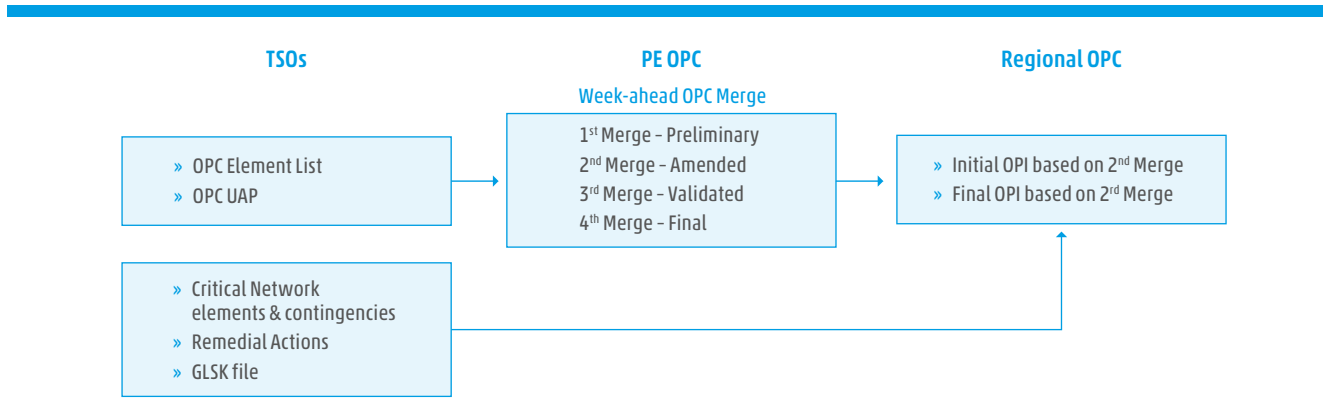 TSOs
PE OPC
Regional OPC
Week-ahead OPC Merge
» OPC Element List
» OPC UAP
1st Merge – Preliminary
2nd Merge – Amended
3rd Merge – Validated
4th Merge – Final
» Initial OPI based on 2nd Merge
» Final OPI based on 2rd Merge
» Critical Network
elements & contingencies
» Remedial Actions
» GLSK file